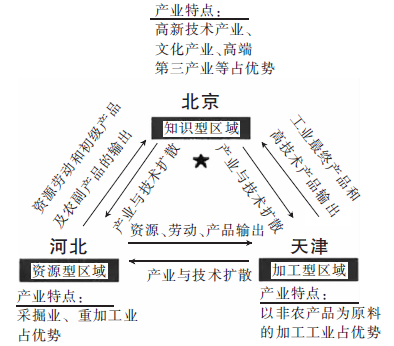 产业特点：
高新技术产业、
文化产业、高端
第三产业等占优势
北京
知识型区域
资源劳动和初级产品
及农副产品的输出
产业与技术扩散
产业与技术扩散
工业最终产品和
高技术产品输出
河北
资源型区域
资源、劳动、产品输出
产业与技术扩散
天津
加工型区域
产业特点：
采掘业、重加工业
占优势
产业特点：
以非农产品为原料
的加工工业占优势